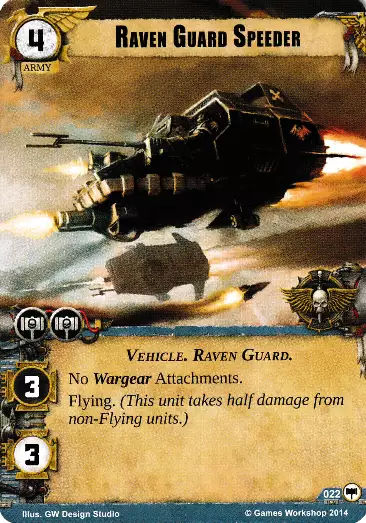 4
ARMY
RAVEN GUARD SPEEDER
VEHICLE. RAVEN GUARD.
3
No Wargear Attachments.
Flying. (This unit takes half damage from
non-Flying units.)
3
022
Illus. GW Design Studio
© Games Workshop 2014